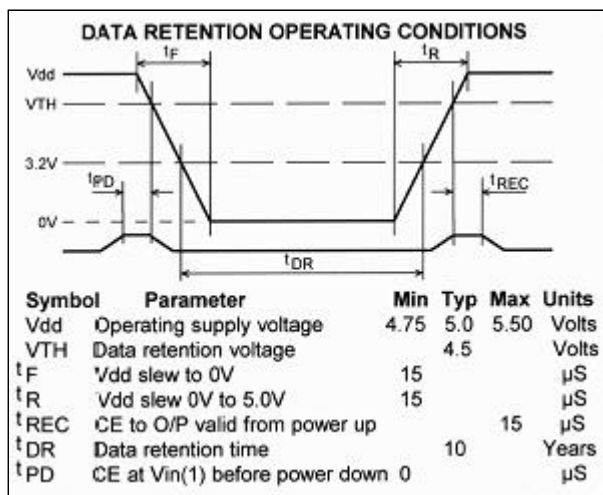 DATA RETENTION OPERATING CONDITIONS
tF
tR
Vdd
VTH
3.2V
tPD
tREC
0V
tDR
Symbol Parameter Min Typ Max Units
Vdd Operating supply voltage 4.75 5.0 5.50 Volts
VTH Data retention voltage 4.5 Volts
tF Vdd slew to 0V 15 µS
tR Vdd slew 0V to 5.0V 15 µS
tREC CE to O/P valid from power up 15 µS
tDR Data retention time 10 Years
tPD CE at Vin(1) before power down 0 µS